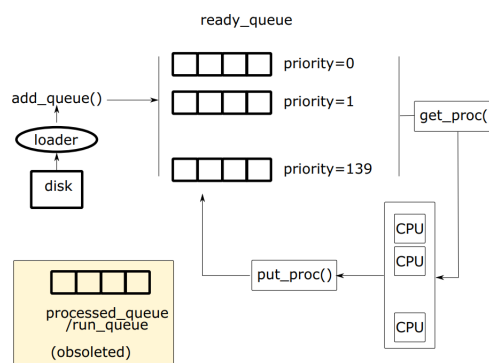 ready_queue
priority=0
add_queue()
priority=1
get_proc(
loader
priority=139
disk
CPU
CPU
put_proc()
CPU
processed_queue
/run_queue
(obsoleted)